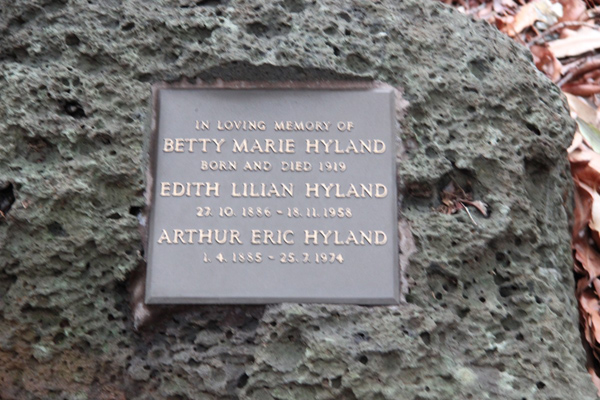 IN LOVING MEMORY OF
BETTY MARIE HYLAND
BORN AND DIED 1919
EDITH LILIAN HYLAND
27. 10. 1886 - 18. 11. 1958
ARTHUR ERIC HYLAND
1. 4. 1885 - 25. 7. 1974